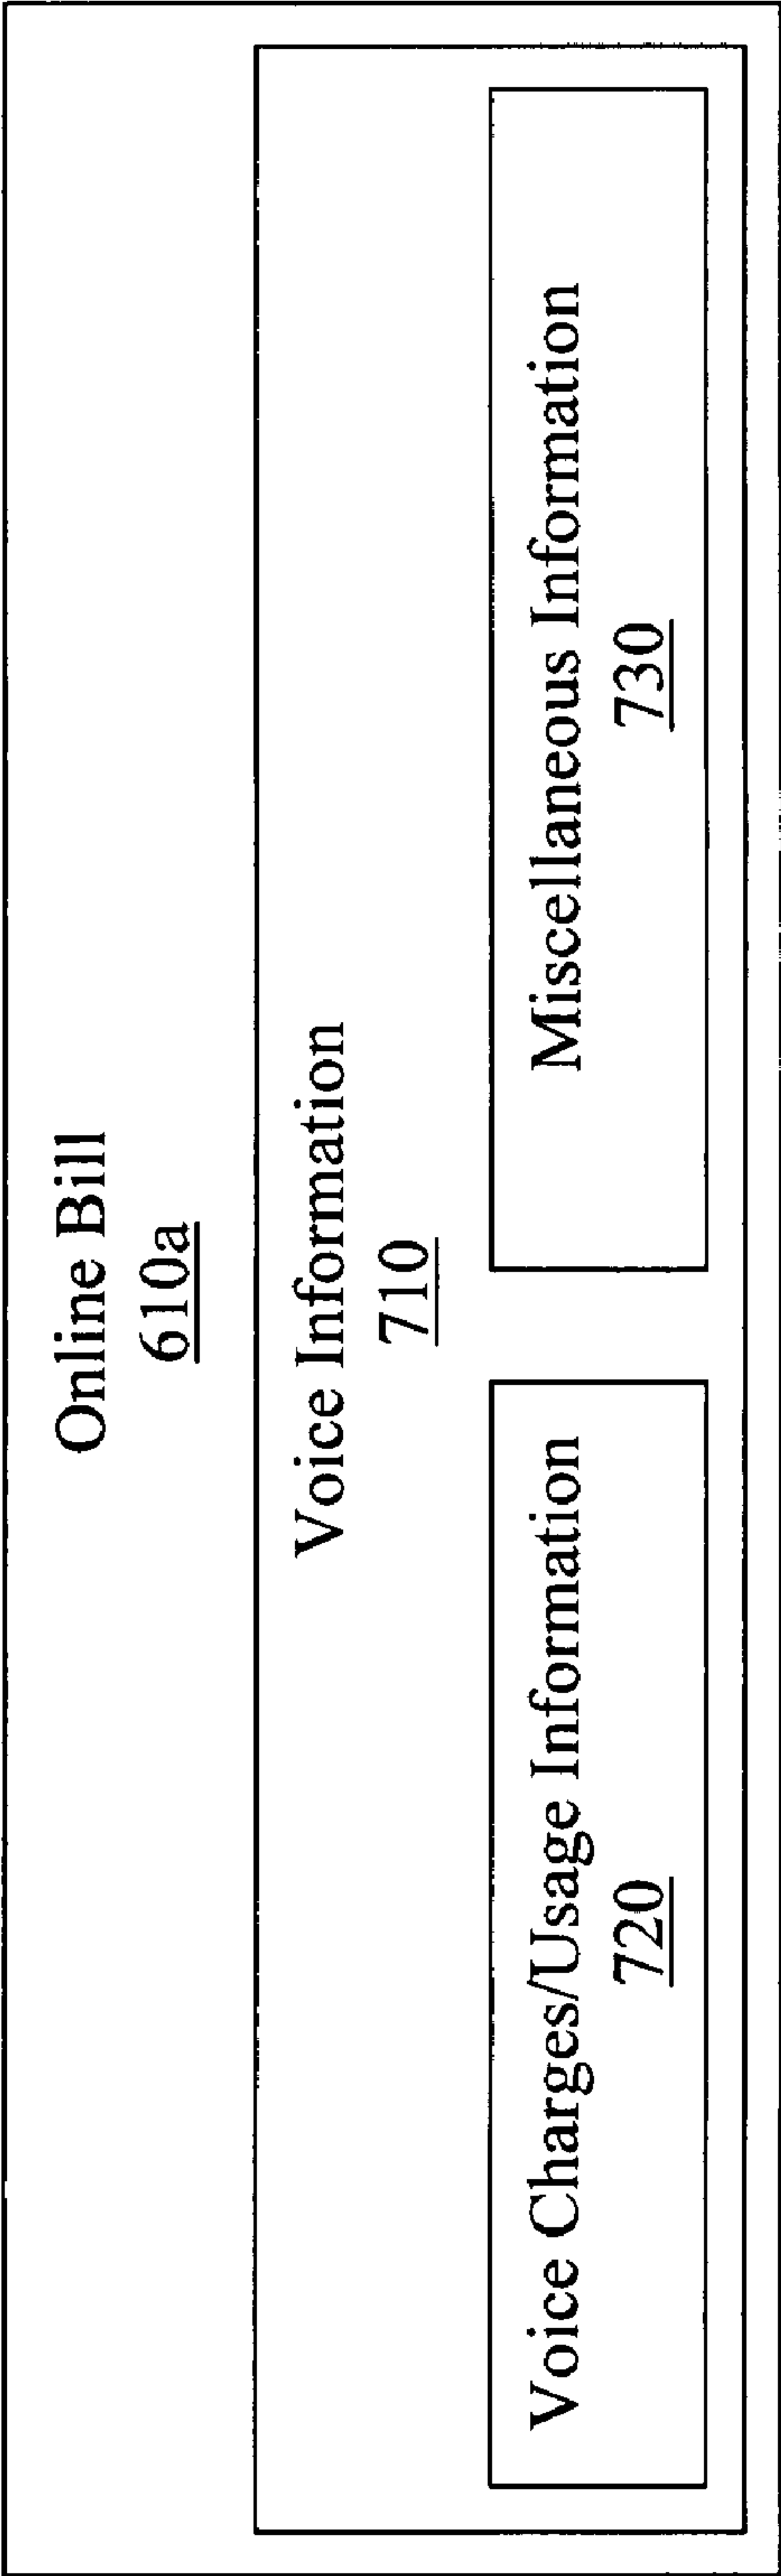 Online Bill
610a
Voice Information
710
Voice Charges/Usage Information
720
Miscellaneous Information
730